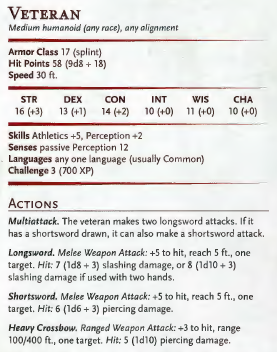 VETERAN
Medium humanoid (any race), any alignment
Armor Class 17 (splint)
Hit Points 58 (9d8 + 18)
Speed 30 ft.
STR DEX CON INT WIS CHA
16 (+3) 13 (+1) 14 (+2) 10 (+0) 11 (+0) 10 (+0)
Skills Athletics +5, Perception +2
Senses passive Perception 12
Languages any one language (usually Common)
Challenge 3 (700 XP)
ACTIONS
Multiattack. The veteran makes two longsword attacks. If it
has a shortsword drawn, it can also make a shortsword attack.
Longsword. Melee Weapon Attack: +5 to hit, reach 5 ft., one
target. Hit: 7 (1d8 + 3) slashing damage, or 8 (1d10 + 3)
slashing damage if used with two hands.
Shortsword. Melee Weapon Attack: +5 to hit, reach 5 ft., one
target. Hit: 6 (1d6 + 3) piercing damage.
Heavy Crossbow. Ranged Weapon Attack: +3 to hit, range
100/400 ft., one target. Hit: 5 (1d10) piercing damage.